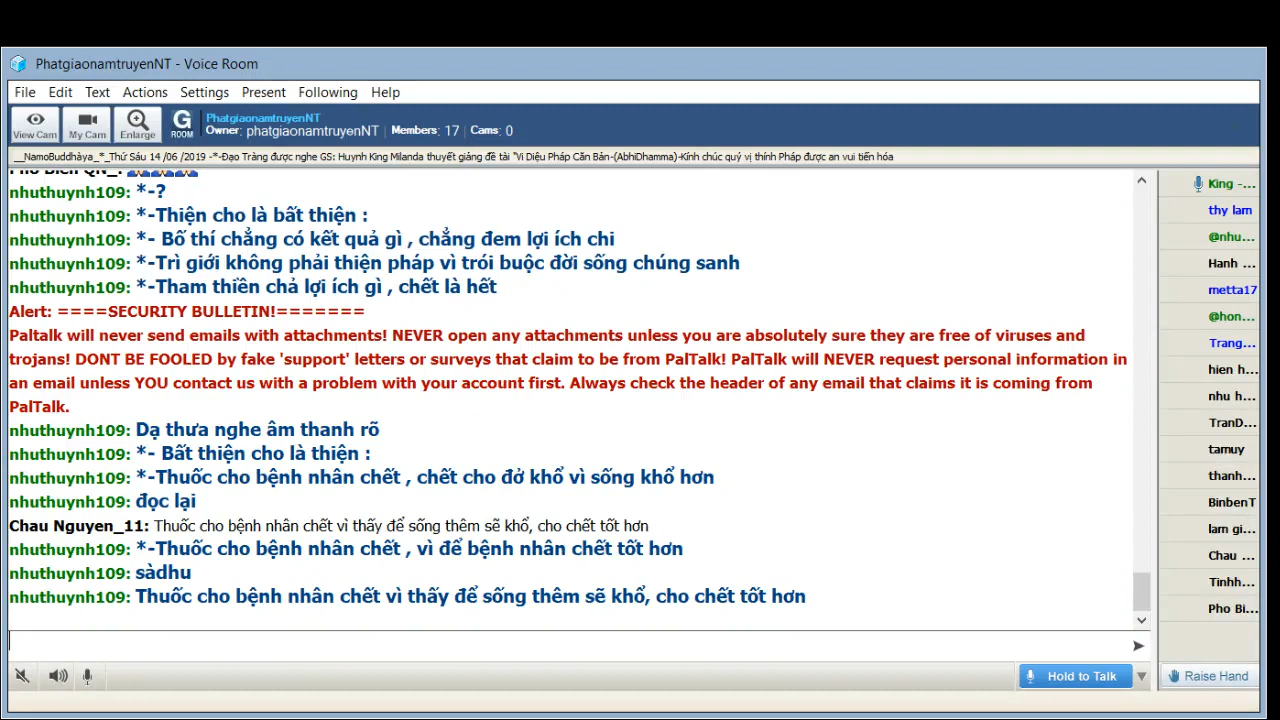 PhatgiaonamtruyenNT - Voice Room
File Edit Text Actions Settings Present Following Help
View Cam My Cam Enlarge G ROOM
PhatgiaonamtruyenNT
Owner: phatgiaonamtruyenNT | Members: 17 | Cams: 0
__NamoBuddhàya_*_Thứ Sáu 14 /06 /2019 -*-Đạo Tràng được nghe GS: Huynh King Milanda thuyết giảng đề tài "Vi Diệu Pháp Căn Bản-(AbhiDhamma)-Kính chúc quý vị thính Pháp được an vui tiến hóa
Pho Bien QN_:
nhuthuynh109: *-?
nhuthuynh109: *-Thiện cho là bất thiện :
nhuthuynh109: *- Bố thí chẳng có kết quả gì , chẳng đem lợi ích chi
nhuthuynh109: *-Trì giới không phải thiện pháp vì trói buộc đời sống chúng sanh
nhuthuynh109: *-Tham thiền chả lợi ích gì , chết là hết
Alert: ====SECURITY BULLETIN!=======
Paltalk will never send emails with attachments! NEVER open any attachments unless you are absolutely sure they are free of viruses and
trojans! DONT BE FOOLED by fake 'support' letters or surveys that claim to be from PalTalk! PalTalk will NEVER request personal information in
an email unless YOU contact us with a problem with your account first. Always check the header of any email that claims it is coming from
PalTalk.
nhuthuynh109: Dạ thưa nghe âm thanh rõ
nhuthuynh109: *- Bất thiện cho là thiện :
nhuthuynh109: *-Thuốc cho bệnh nhân chết , chết cho đở khổ vì sống khổ hơn
nhuthuynh109: đọc lại
Chau Nguyen_11: Thuốc cho bệnh nhân chết vì thấy để sống thêm sẽ khổ, cho chết tốt hơn
nhuthuynh109: *-Thuốc cho bệnh nhân chết , vì để bệnh nhân chết tốt hơn
nhuthuynh109: sàdhu
nhuthuynh109: Thuốc cho bệnh nhân chết vì thấy để sống thêm sẽ khổ, cho chết tốt hơn
King -...
thy lam
@nhu...
Hanh ...
metta17
@hon...
Trang...
hien h...
nhu h...
TranD...
tamuy
thanh...
BinbenT
lam gi...
Chau ...
Tinhh...
Pho Bi...
Hold to Talk
Raise Hand